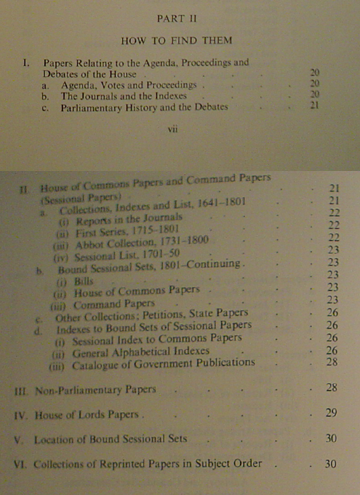 PART II
HOW TO FIND THEM
I. Papers Relating to the Agenda, Proceedings and
Debates of the House . . . . . 20
a. Agenda, Votes and Proceedings . . . . 20
b. The Journals and the Indexes . . . . 20
c. Parliamentary History and the Debates . . 21
vii
II. House of Commons Papers and Command Papers
(Sessional Papers) . . . . . . 21
a. Collections, Indexes and List, 1641–1801 . . 21
(i) Reports in the Journals . . . . 22
(ii) First Series, 1715–1801 . . . . 22
(iii) Abbot Collection, 1731–1800 . . . 22
(iv) Sessional List, 1701–50 . . . . 23
b. Bound Sessional Sets, 1801–Continuing . . . 23
(i) Bills . . . . . 23
(ii) House of Commons Papers . . . . 23
(iii) Command Papers . . . . 23
c. Other Collections; Petitions, State Papers . . 26
d. Indexes to Bound Sets of Sessional Papers . . 26
(i) Sessional Index to Commons Papers . . 26
(ii) General Alphabetical Indexes . . . 26
(iii) Catalogue of Government Publications . . 28
III. Non-Parliamentary Papers . . . . . 28
IV. House of Lords Papers . . . . . . 29
V. Location of Bound Sessional Sets . . . . 30
VI. Collections of Reprinted Papers in Subject Order . . 30